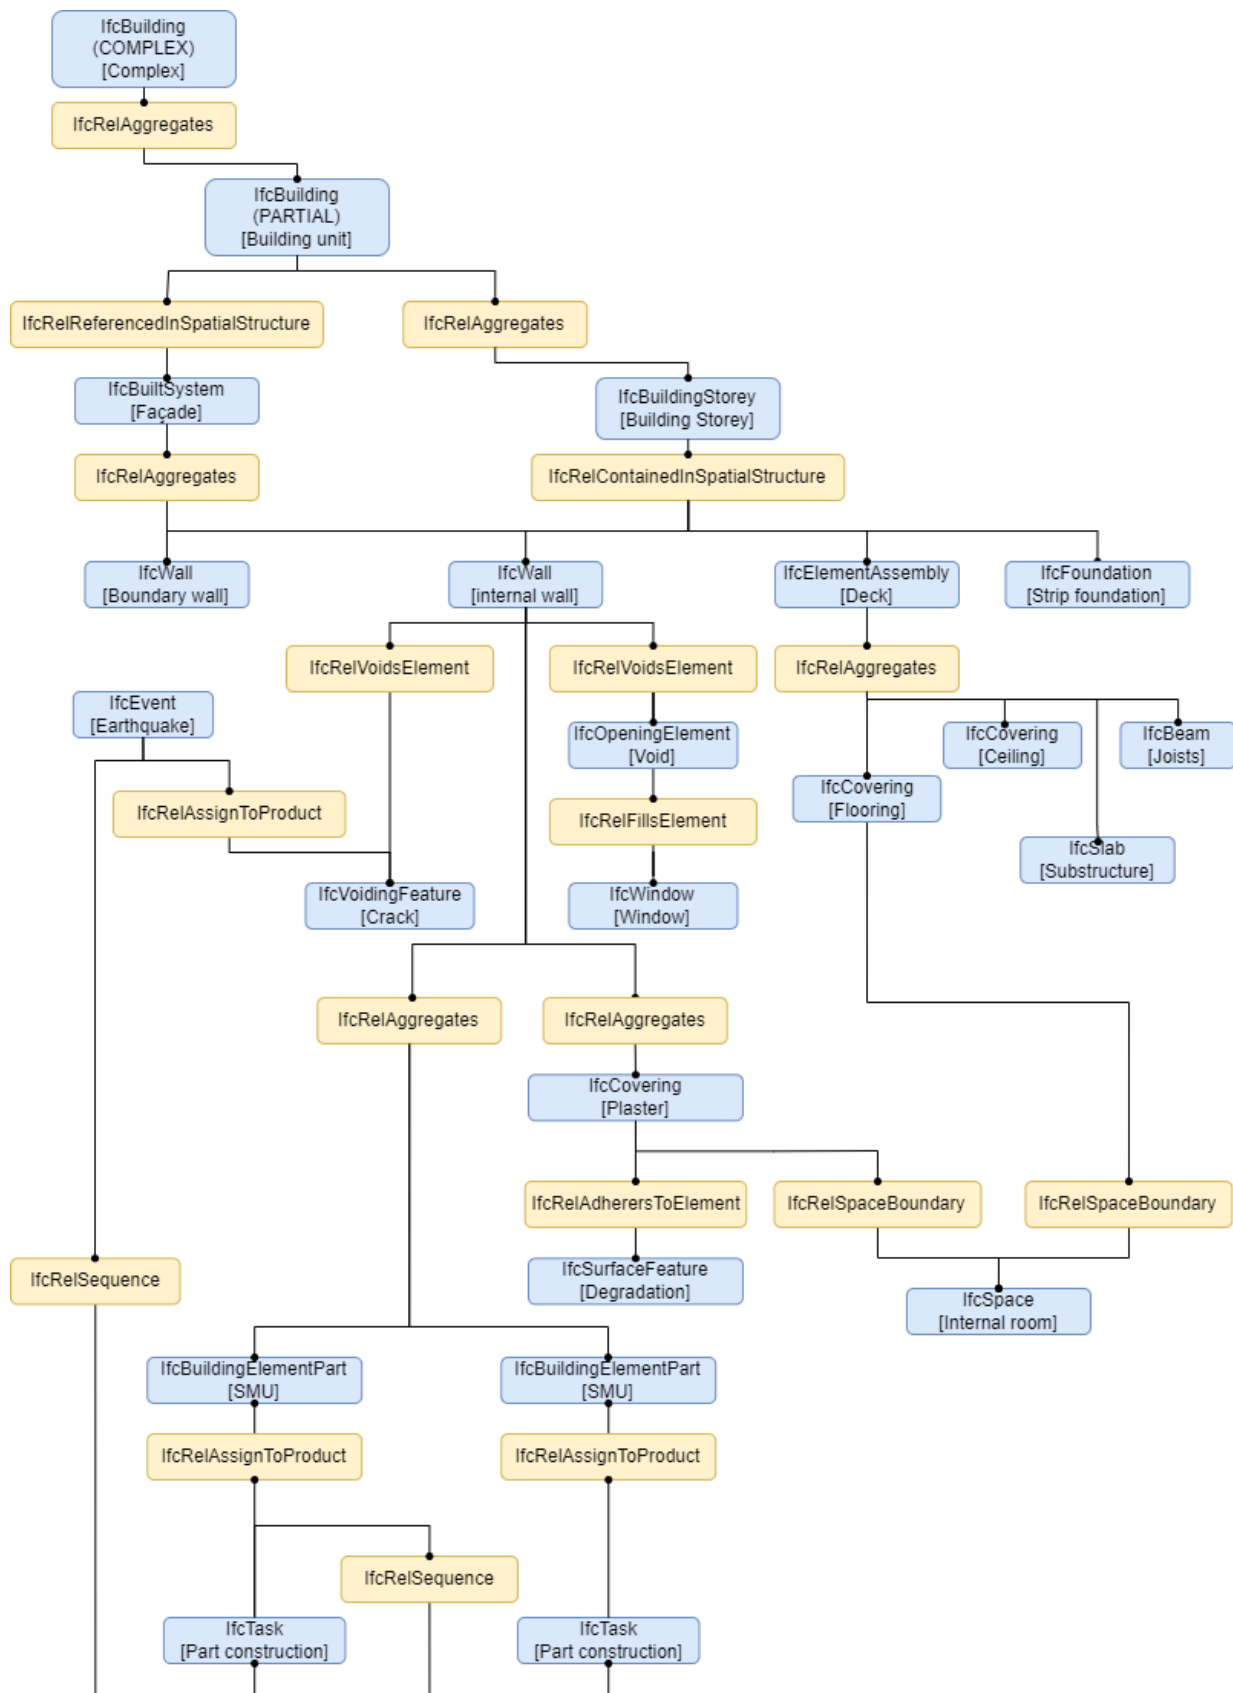 IfcBuilding
(COMPLEX)
[Complex]
IfcRelAggregates
IfcBuilding
(PARTIAL)
[Building unit]
IfcRelReferencedInSpatialStructure
IfcRelAggregates
IfcBuiltSystem
[Façade]
IfcBuildingStorey
[Building Storey]
IfcRelAggregates
IfcRelContainedInSpatialStructure
IfcWall
[Boundary wall]
IfcWall
[internal wall]
IfcElementAssembly
[Deck]
IfcFoundation
[Strip foundation]
IfcRelVoidsElement
IfcRelVoidsElement
IfcRelAggregates
IfcEvent
[Earthquake]
IfcOpeningElement
[Void]
IfcCovering
[Ceiling]
IfcBeam
[Joists]
IfcCovering
[Flooring]
IfcRelAssignToProduct
IfcRelFillsElement
IfcSlab
[Substructure]
IfcVoidingFeature
[Crack]
IfcWindow
[Window]
IfcRelAggregates
IfcRelAggregates
IfcCovering
[Plaster]
IfcRelAdherersToElement
IfcRelSpaceBoundary
IfcRelSpaceBoundary
IfcRelSequence
IfcSurfaceFeature
[Degradation]
IfcSpace
[Internal room]
IfcBuildingElementPart
[SMU]
IfcBuildingElementPart
[SMU]
IfcRelAssignToProduct
IfcRelAssignToProduct
IfcRelSequence
IfcTask
[Part construction]
IfcTask
[Part construction]